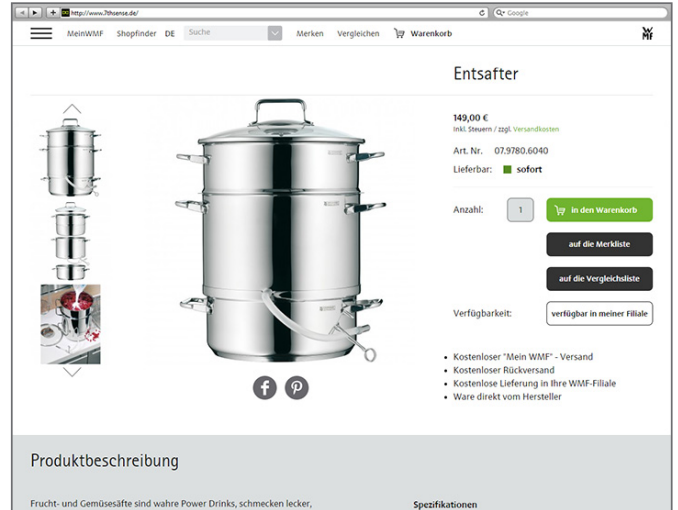 http://www.7thsense.de/
Google
MeinWMF Shopfinder DE Suche Merken Vergleichen Warenkorb WMF
Entsafter
149,00 €
Inkl. Steuern / zzgl. Versandkosten
Art. Nr. 07.9780.6040
Lieferbar: sofort
Anzahl: 1 in den Warenkorb
auf die Merkliste
auf die Vergleichsliste
Verfügbarkeit: verfügbar in meiner Filiale
Kostenloser "Mein WMF" - Versand
Kostenloser Rückversand
Kostenlose Lieferung in Ihre WMF-Filiale
Ware direkt vom Hersteller
Produktbeschreibung
Frucht- und Gemüsesäfte sind wahre Power Drinks, schmecken lecker,
Spezifikationen